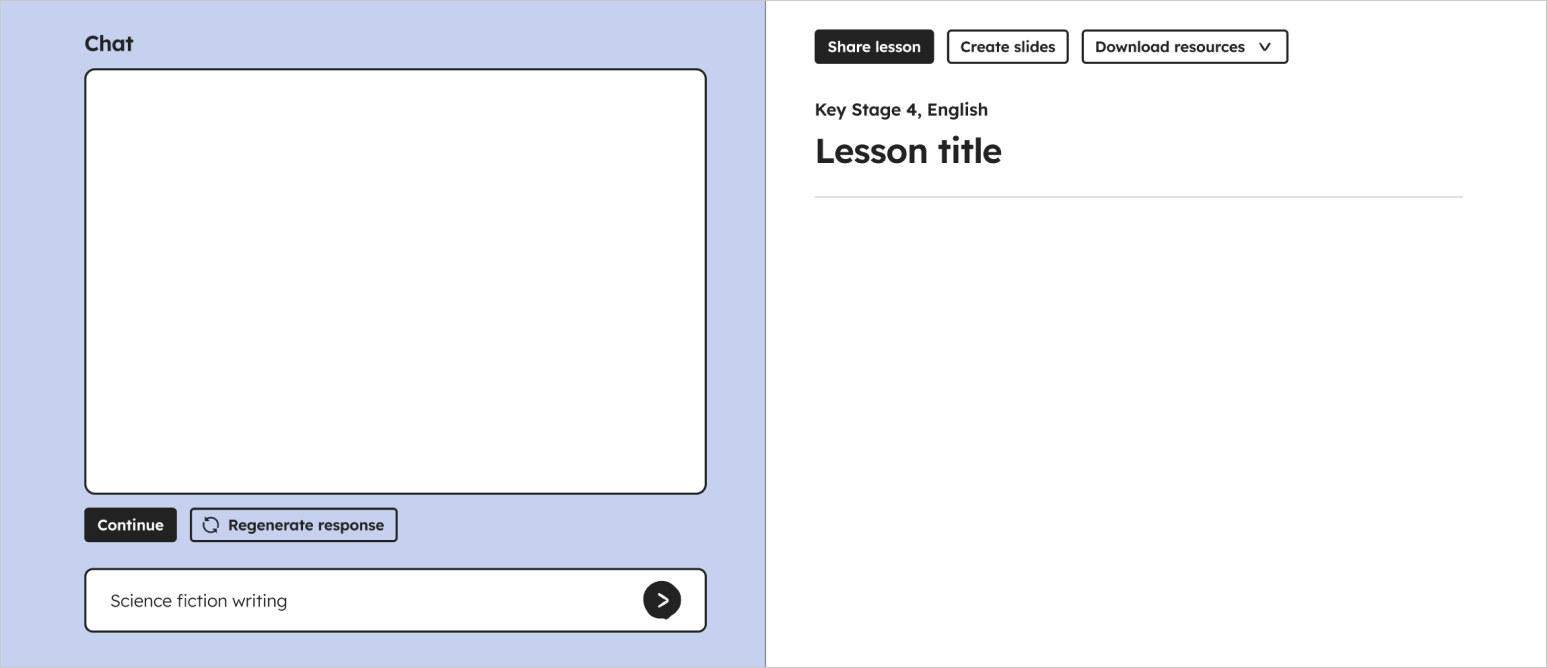 Chat
Continue
Regenerate response
Science fiction writing
Share lesson
Create slides
Download resources
Key Stage 4, English
Lesson title